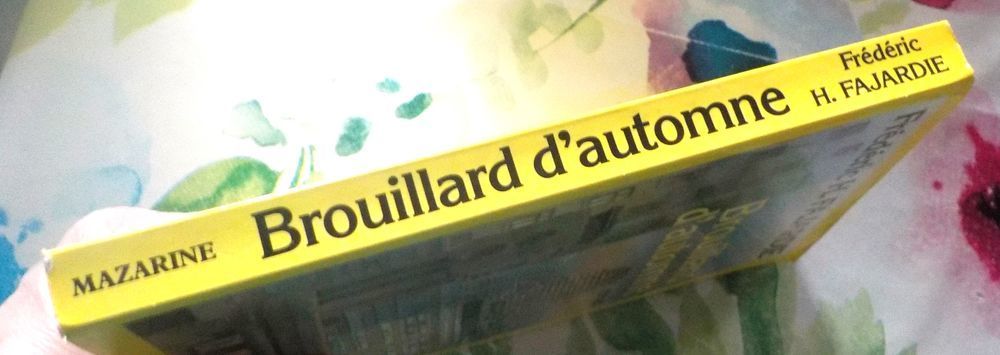 MAZARINE
Brouillard d'automne
Frédéric
H. FAJARDIE